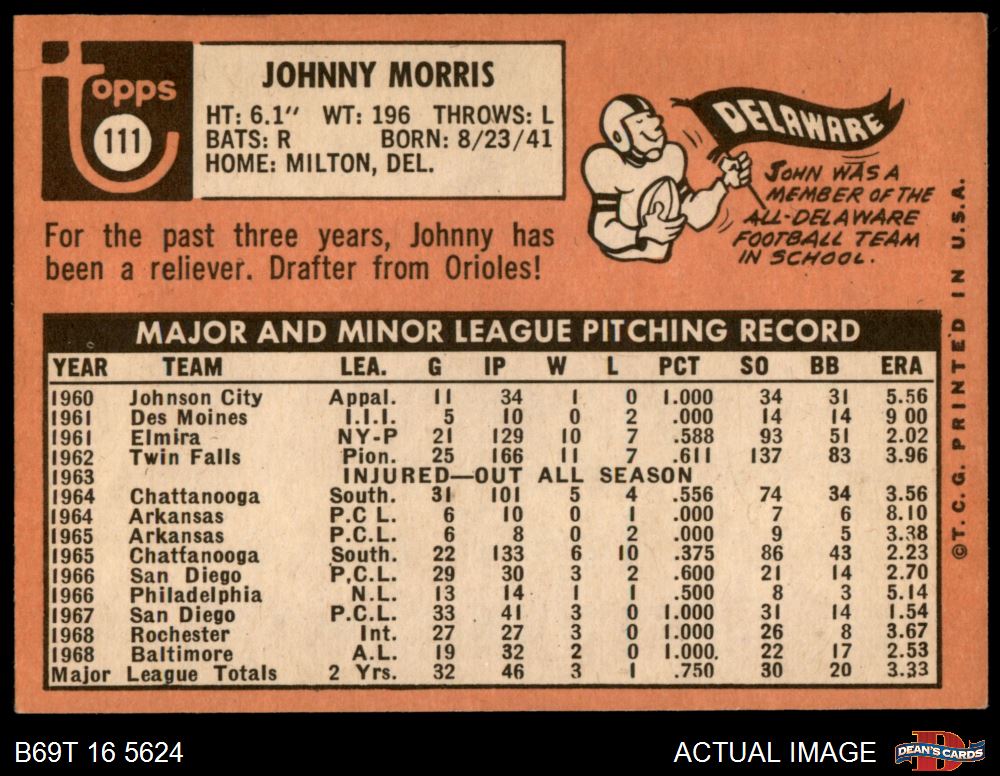 topps
111
JOHNNY MORRIS
HT: 6.1" WT: 196 THROWS: L
BATS: R BORN: 8/23/41
HOME: MILTON, DEL.
DELAWARE
JOHN WAS A
MEMBER OF THE
ALL-DELAWARE
FOOTBALL TEAM
IN SCHOOL.
For the past three years, Johnny has
been a reliever. Drafter from Orioles!
MAJOR AND MINOR LEAGUE PITCHING RECORD
YEAR TEAM LEA. G IP W L PCT SO BB ERA
1960 Johnson City Appal. 11 34 1 0 1.000 34 31 5.56
1961 Des Moines I.I.I. 5 10 0 2 .000 14 14 9 00
1961 Elmira NY-P 21 129 10 7 .588 93 51 2.02
1962 Twin Falls Pion. 25 166 11 7 .611 137 83 3.96
1963 INJURED—OUT ALL SEASON
1964 Chattanooga South. 31 101 5 4 .556 74 34 3.56
1964 Arkansas P.C L. 6 10 0 1 .000 7 6 8.10
1965 Arkansas P.C.L. 6 8 0 2 .000 9 5 3.38
1965 Chattanooga South. 22 133 6 10 .375 86 43 2.23
1966 San Diego P.C.L. 29 30 3 2 .600 21 14 2.70
1966 Philadelphia N.L. 13 14 1 1 .500 8 3 5.14
1967 San Diego P.C.L. 33 41 3 0 1.000 31 14 1.54
1968 Rochester Int. 27 27 3 0 1.000 26 8 3.67
1968 Baltimore A.L. 19 32 2 0 1.000. 22 17 2.53
Major League Totals 2 Yrs. 32 46 3 1 .750 30 20 3.33
©T.C.G. PRINTED IN U.S.A.
B69T 16 5624
ACTUAL IMAGE
D
DEAN'S CARDS